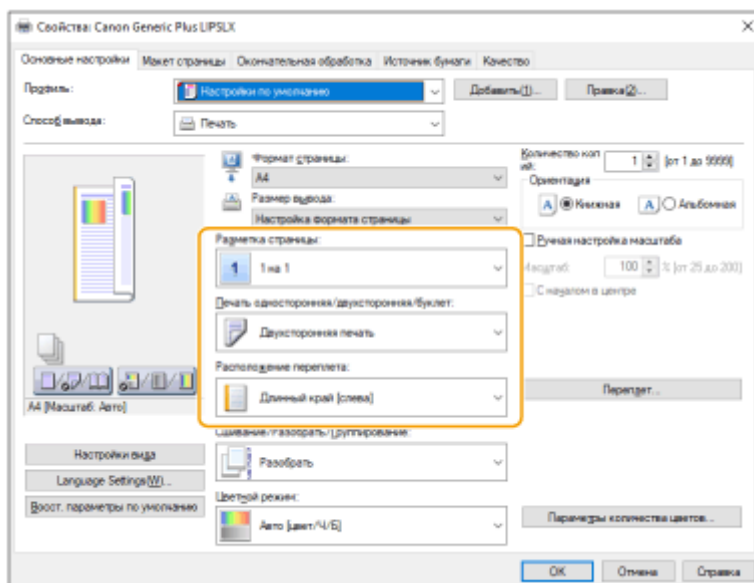 Свойства: Canon Generic Plus LIPSLX
Основные настройки Макет страницы Окончательная обработка Источник бумаги Качество
Профиль: Настройки по умолчанию Добавить(1)... Правка(2)...
Способ вывода: Печать
Формат страницы:
A4
Размер вывода:
Настройка формата страницы
Количество копий: 1 [от 1 до 9999]
Ориентация
A Книжная A Альбомная
Разметка страницы:
1 1 на 1
Ручная настройка масштаба
Масштаб: 100 % [от 25 до 200]
С началом в центре
Печать односторонняя/двухсторонняя/буклет:
Двухсторонняя печать
Расположение переплета:
Длинный край [слева]
Переплет...
A4 [Масштаб: Авто]
Сшивание/Разобрать/Группирование:
Разобрать
Настройки вида
Language Settings(W)...
Восст. параметры по умолчанию
Цветной режим:
Авто [цвет/Ч/Б]
Параметры количества цветов...
OK Отмена Справка